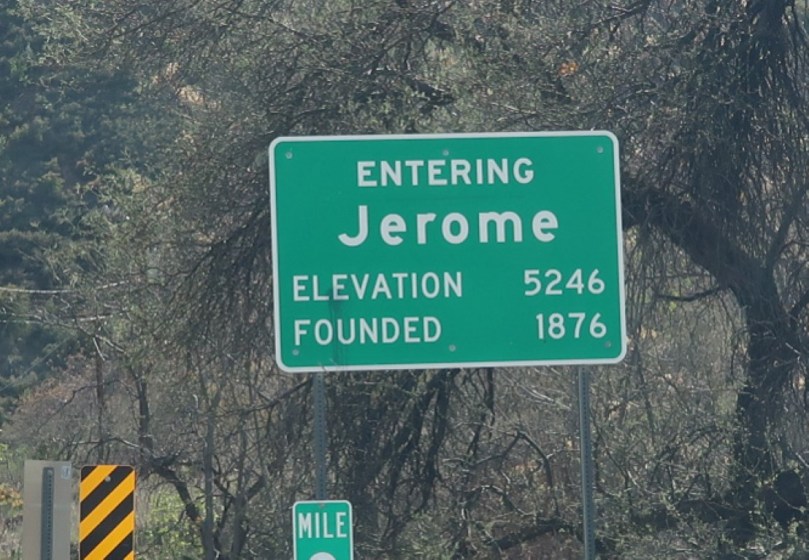 ENTERING
Jerome
ELEVATION 5246
FOUNDED 1876
MILE